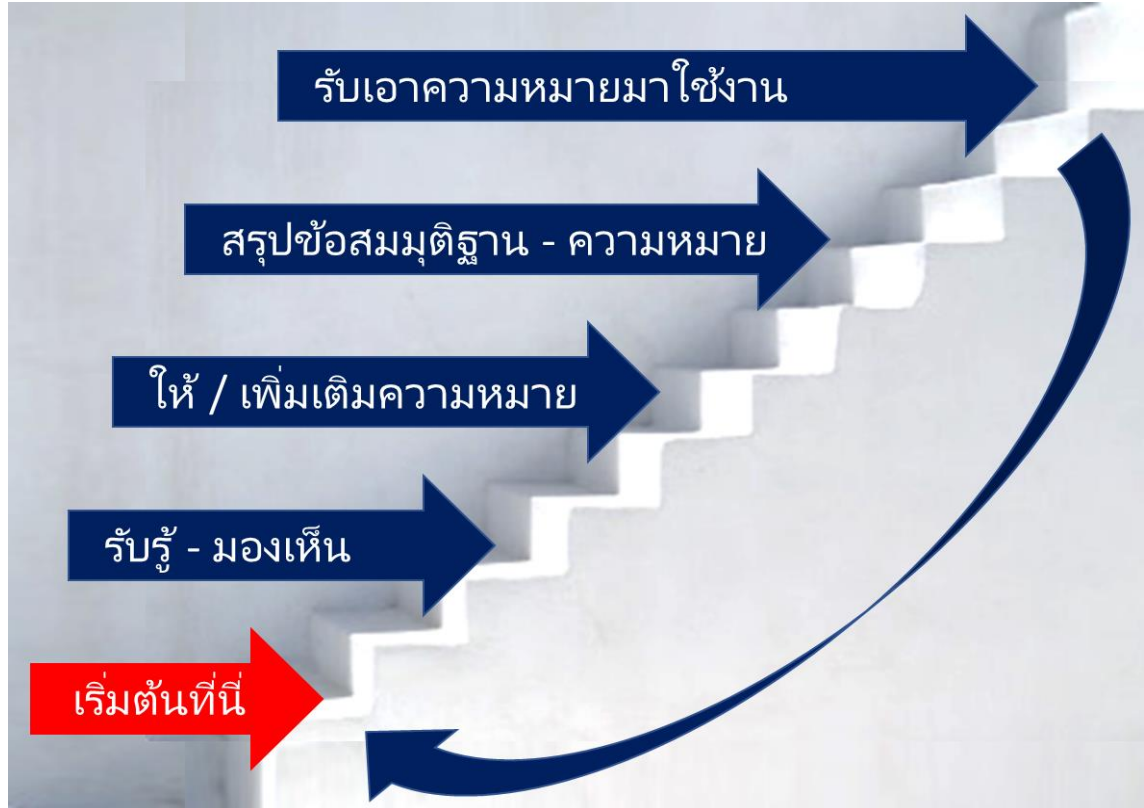 รับเอาความหมายมาใช้งาน
สรุปข้อสมมุติฐาน - ความหมาย
ให้ / เพิ่มเติมความหมาย
รับรู้ - มองเห็น
เริ่มต้นที่นี่